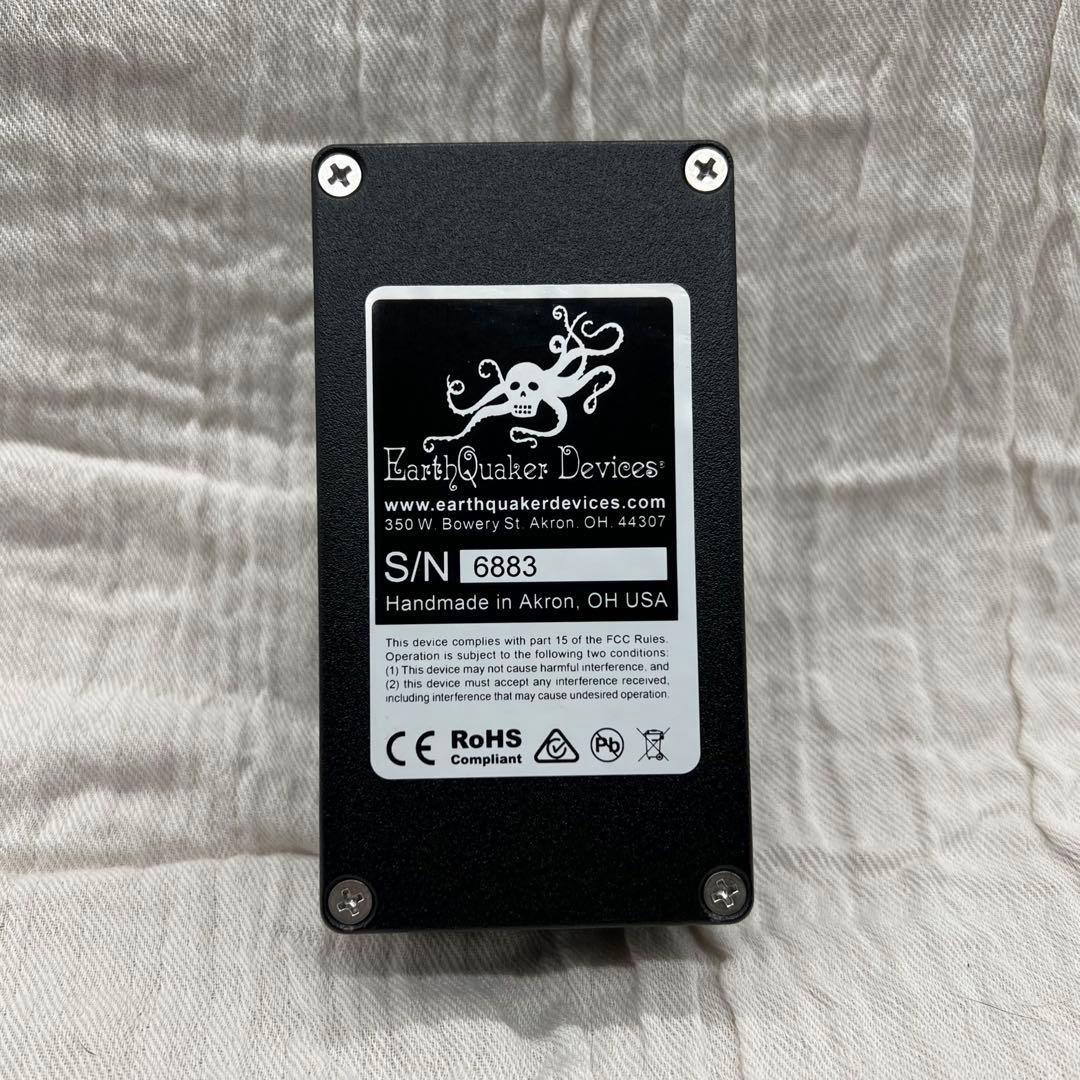 EarthQuaker Devices
www.earthquakerdevices.com
350 W. Bowery St. Akron. OH. 44307
S/N 6883
Handmade in Akron, OH USA
This device complies with part 15 of the FCC Rules.
Operation is subject to the following two conditions:
(1) This device may not cause harmful interference, and
(2) this device must accept any interference received,
including interference that may cause undesired operation.
CE RoHS Compliant Pb